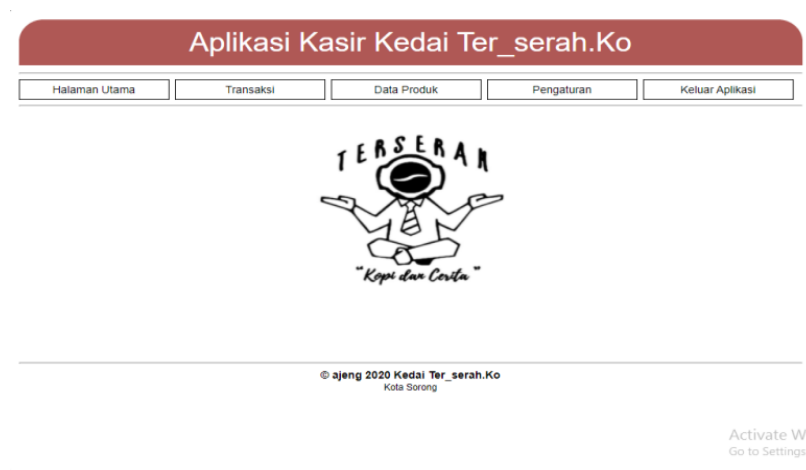 Aplikasi Kasir Kedai Ter_serah.Ko
Halaman Utama Transaksi Data Produk Pengaturan Keluar Aplikasi
TERSERAH
"Kopi dan Cerita"
© ajeng 2020 Kedai Ter_serah.Ko
Kota Sorong
Activate W
Go to Settings